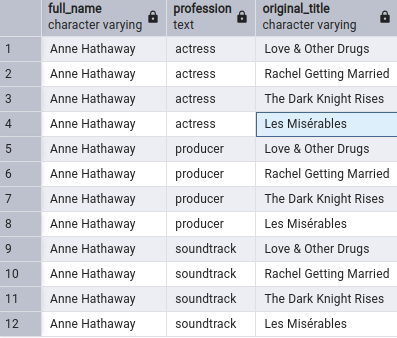 full_name profession original_title
character varying text character varying
1 Anne Hathaway actress Love & Other Drugs
2 Anne Hathaway actress Rachel Getting Married
3 Anne Hathaway actress The Dark Knight Rises
4 Anne Hathaway actress Les Misérables
5 Anne Hathaway producer Love & Other Drugs
6 Anne Hathaway producer Rachel Getting Married
7 Anne Hathaway producer The Dark Knight Rises
8 Anne Hathaway producer Les Misérables
9 Anne Hathaway soundtrack Love & Other Drugs
10 Anne Hathaway soundtrack Rachel Getting Married
11 Anne Hathaway soundtrack The Dark Knight Rises
12 Anne Hathaway soundtrack Les Misérables